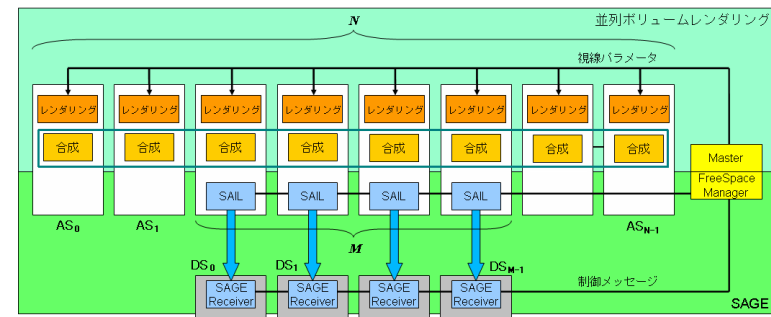 並列ボリュームレンダリング
N
視線パラメータ
レンダリング レンダリング レンダリング レンダリング レンダリング レンダリング レンダリング レンダリング
合成 合成 合成 合成 合成 合成 合成 合成
Master
FreeSpace
Manager
SAIL SAIL SAIL SAIL
AS0 AS1 ASN-1
M
DS0 DS1 DSM-1
制御メッセージ
SAGE Receiver
SAGE Receiver
SAGE Receiver
SAGE Receiver
SAGE